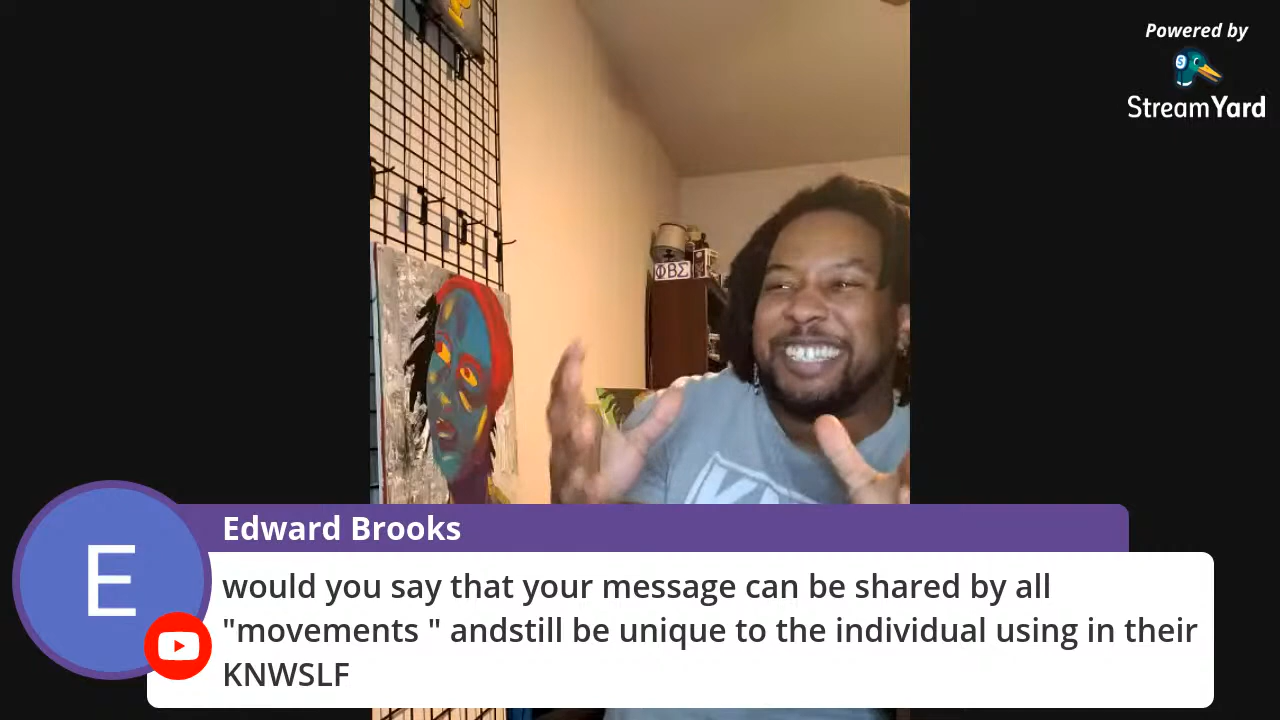 Powered by
StreamYard
ΦΒΣ
Edward Brooks
would you say that your message can be shared by all
"movements " andstill be unique to the individual using in their
KNWSLF
E